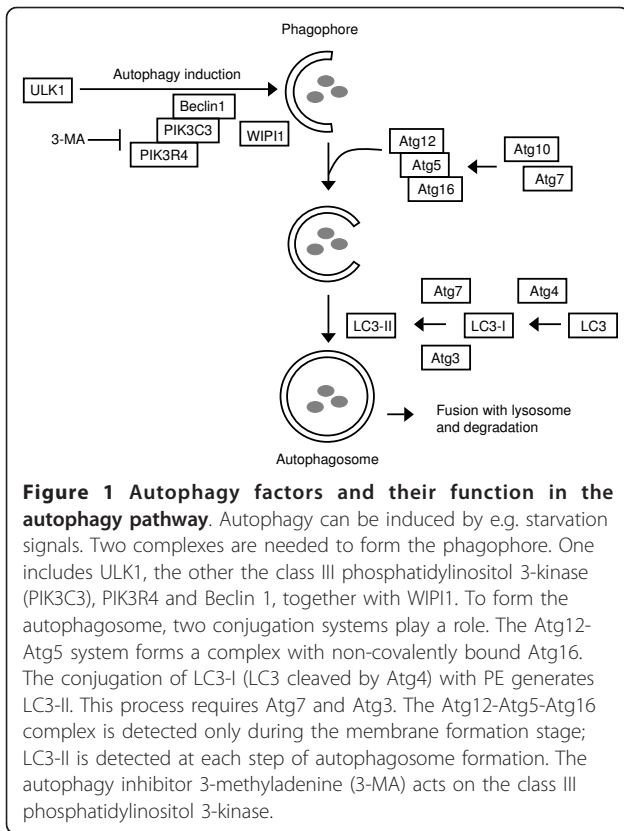 Phagophore
Autophagy induction
ULK1
Beclin1
PIK3C3
WIPI1
3-MA
PIK3R4
Atg12
Atg5
Atg16
Atg10
Atg7
Atg7
Atg4
LC3-II
LC3-I
LC3
Atg3
Fusion with lysosome
and degradation
Autophagosome
Figure 1 Autophagy factors and their function in the
autophagy pathway. Autophagy can be induced by e.g. starvation
signals. Two complexes are needed to form the phagophore. One
includes ULK1, the other the class III phosphatidylinositol 3-kinase
(PIK3C3), PIK3R4 and Beclin 1, together with WIPI1. To form the
autophagosome, two conjugation systems play a role. The Atg12-
Atg5 system forms a complex with non-covalently bound Atg16.
The conjugation of LC3-I (LC3 cleaved by Atg4) with PE generates
LC3-II. This process requires Atg7 and Atg3. The Atg12-Atg5-Atg16
complex is detected only during the membrane formation stage;
LC3-II is detected at each step of autophagosome formation. The
autophagy inhibitor 3-methyladenine (3-MA) acts on the class III
phosphatidylinositol 3-kinase.